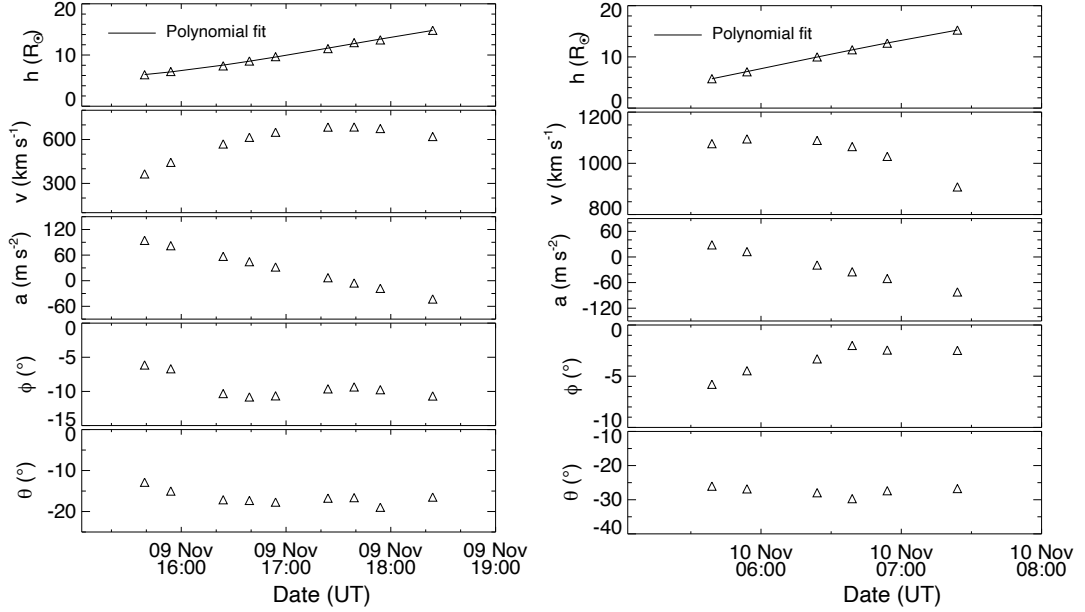 20
10
0
h (R☉)
Polynomial fit
600
300
v (km s⁻¹)
120
60
0
-60
a (m s⁻²)
0
-5
-10
-15
ϕ (°)
0
-10
-20
θ (°)
09 Nov
16:00
09 Nov
17:00
09 Nov
18:00
09 Nov
19:00
Date (UT)
20
10
0
h (R☉)
Polynomial fit
1200
1000
800
v (km s⁻¹)
60
0
-60
-120
a (m s⁻²)
0
-5
-10
ϕ (°)
-10
-20
-30
-40
θ (°)
10 Nov
06:00
10 Nov
07:00
10 Nov
08:00
Date (UT)